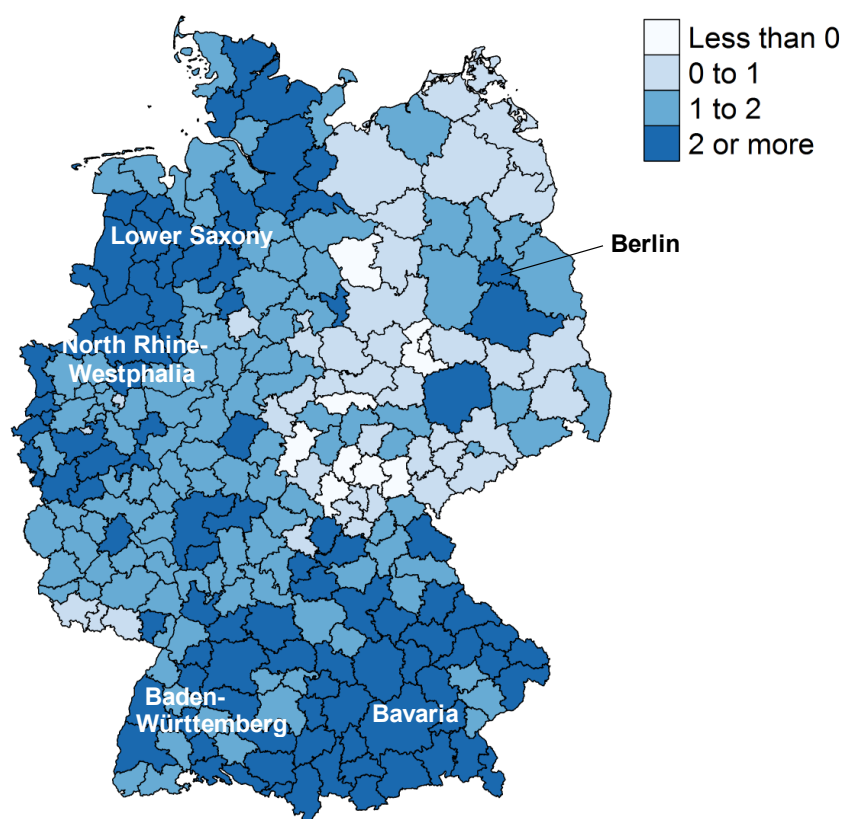 Less than 0
0 to 1
1 to 2
2 or more
Lower Saxony
Berlin
North Rhine-
Westphalia
Baden-
Württemberg
Bavaria